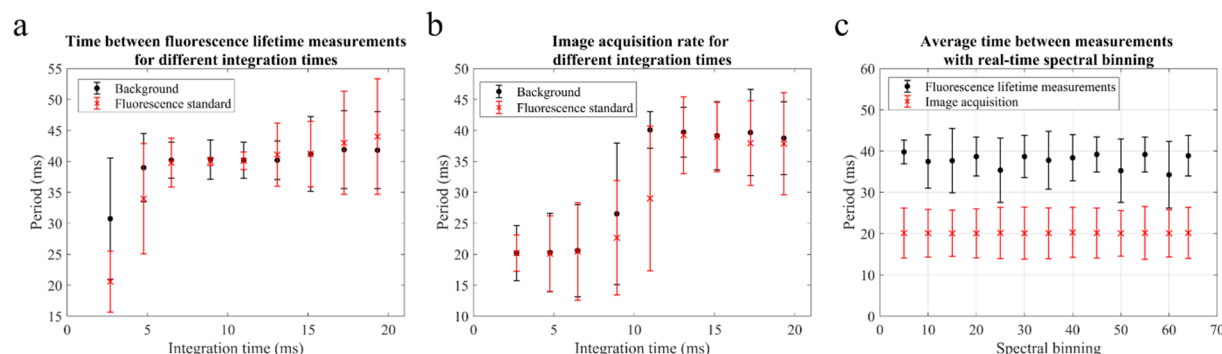 a
Time between fluorescence lifetime measurements
for different integration times
55
50
45
40
35
30
25
20
15
Period (ms)
Background
Fluorescence standard
0
5
10
15
20
Integration time (ms)
b
Image acquisition rate for
different integration times
50
45
40
35
30
25
20
15
10
5
Period (ms)
Background
Fluorescence standard
0
5
10
15
20
Integration time (ms)
c
Average time between measurements
with real-time spectral binning
60
50
40
30
20
10
0
Period (ms)
Fluorescence lifetime measurements
Image acquisition
0
10
20
30
40
50
60
70
Spectral binning